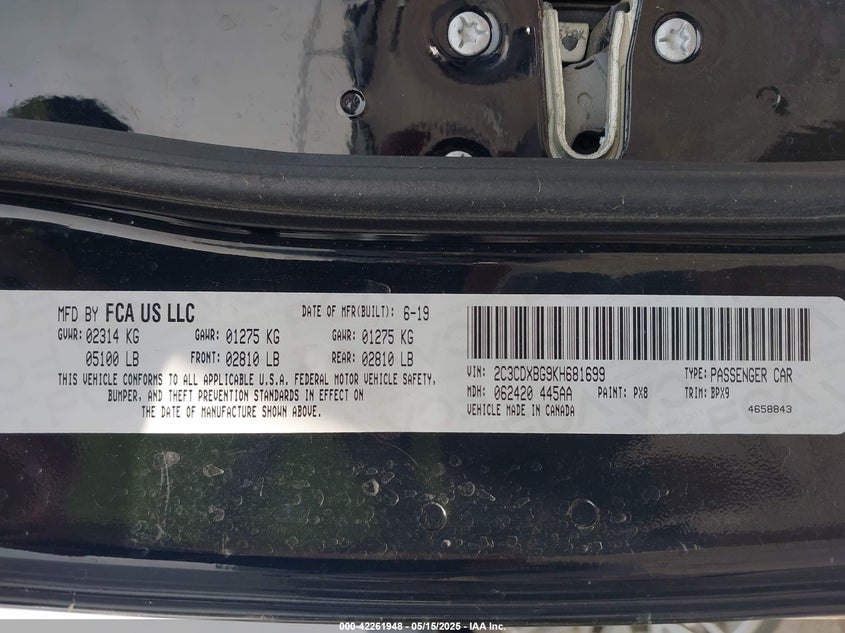 MFD BY FCA US LLC DATE OF MFR(BUILT): 6-19
GVWR: 02314 KG GAWR: 01275 KG GAWR: 01275 KG
05100 LB FRONT: 02810 LB REAR: 02810 LB
THIS VEHICLE CONFORMS TO ALL APPLICABLE U.S.A. FEDERAL MOTOR VEHICLE SAFETY,
BUMPER, AND THEFT PREVENTION STANDARDS IN EFFECT ON
THE DATE OF MANUFACTURE SHOWN ABOVE.
VIN: 2C3CDXBG9KH681699 TYPE: PASSENGER CAR
MDH: 062420 445AA PAINT: PX8 TRIM: BPX9
VEHICLE MADE IN CANADA 4658843
000-42261948 - 05/15/2025 - IAA Inc.